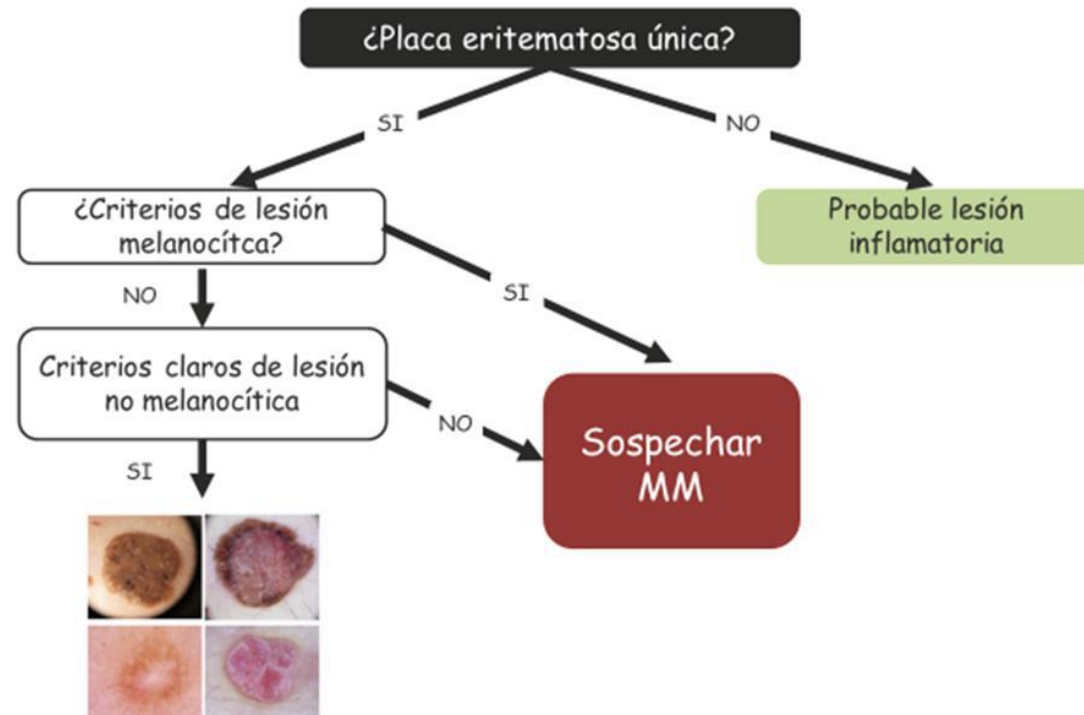 ¿Placa eritematosa única?
SI
NO
¿Criterios de lesión
melanocítca?
Probable lesión
inflamatoria
NO
SI
Criterios claros de lesión
no melanocítica
NO
Sospechar
MM
SI